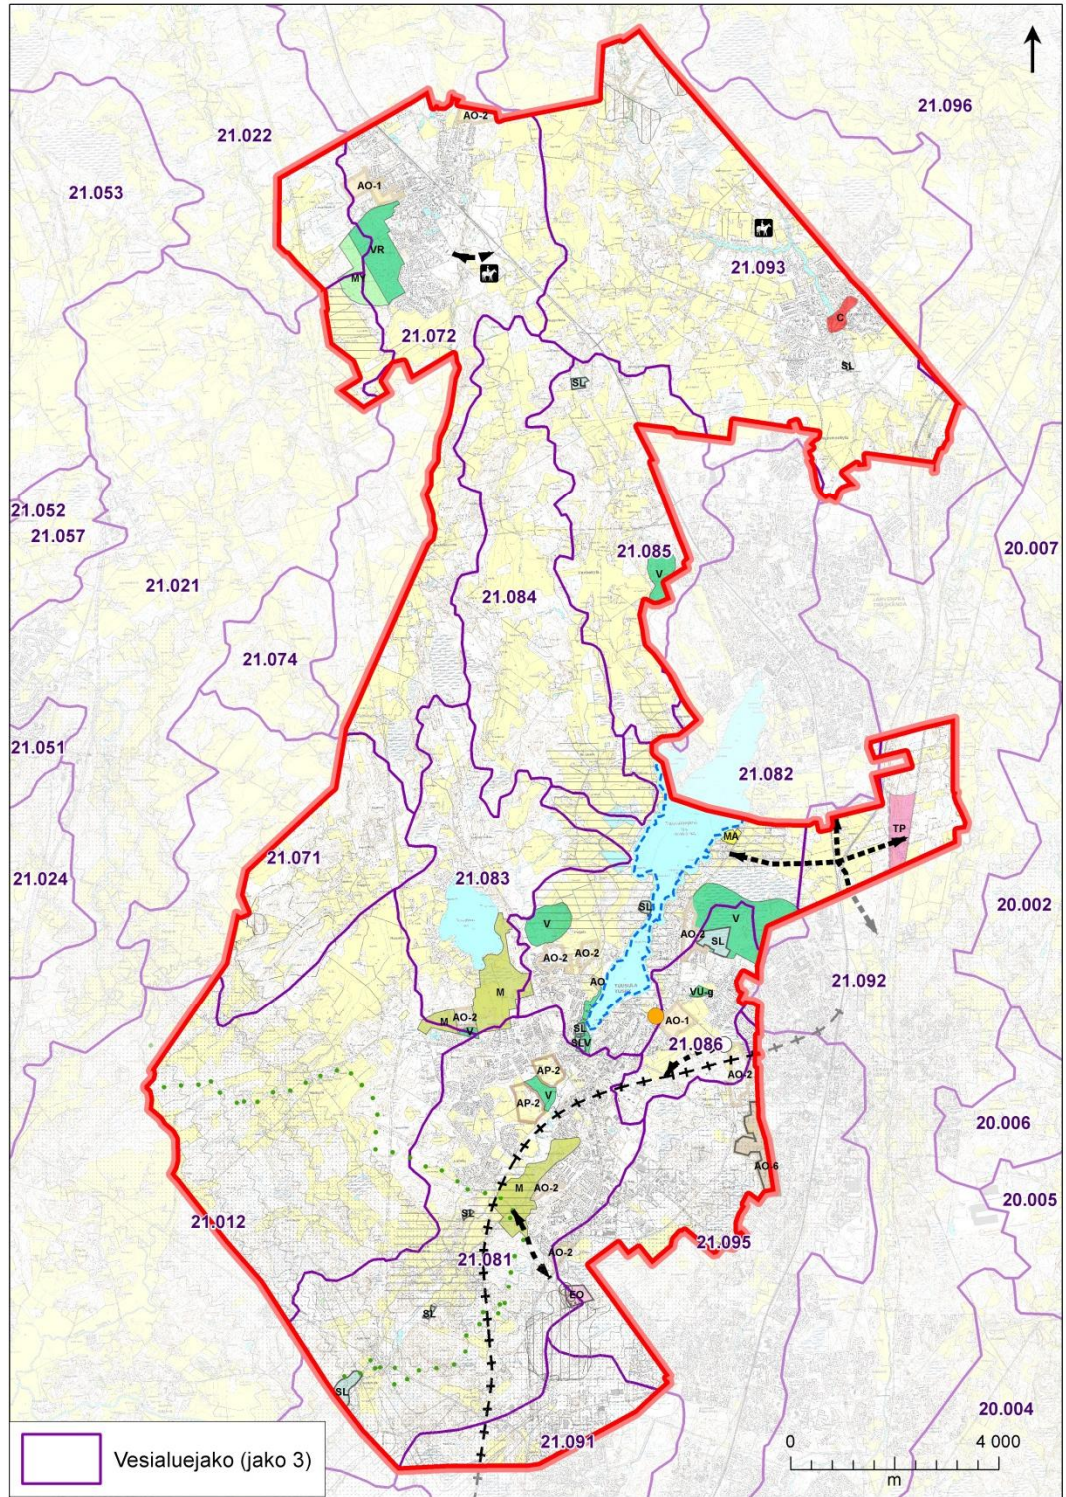 21.096
AO-2
21.022
21.053
AO-1
VR
21.093
MY
C
21.072
SL
SL
21.052
21.057
20.007
21.085
V
21.021
21.084
21.074
21.051
21.082
TP
MA
21.071
21.083
21.024
SL
20.002
V
V
AO-2
SL
AO-2
AO-2
AO
21.092
M
VU-g
M
AO-2
V
SL
AO-1
SLV
21.086
AP-2
AO-2
V
AP-2
20.006
AO-6
M
AO-2
20.005
SL
21.012
21.095
AO-2
21.081
EO
SL
SL
20.004
21.091
0
4 000
m
Vesialuejako (jako 3)